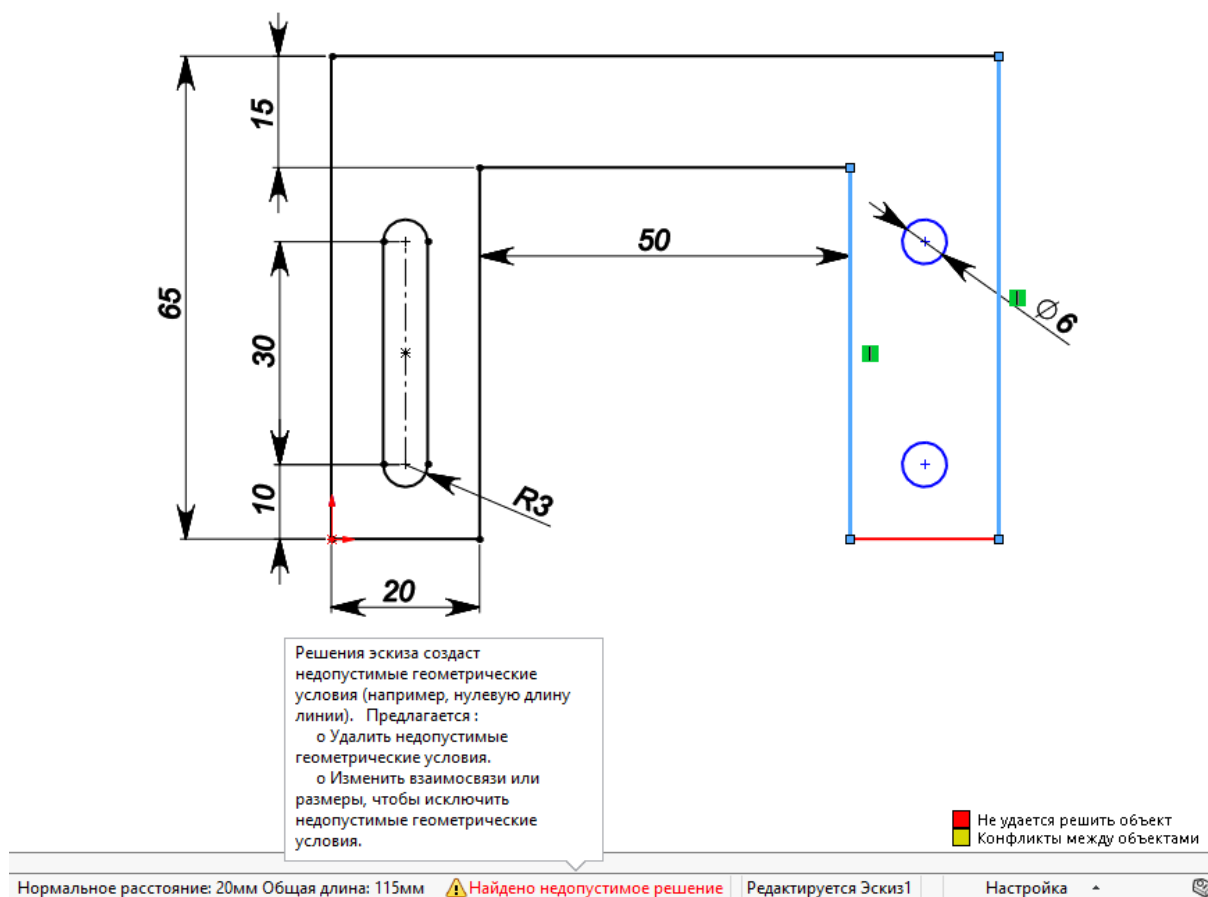 15
65
50
30
⌀6
10
R3
20
Решения эскиза создаст
недопустимые геометрические
условия (например, нулевую длину
линии). Предлагается :
o Удалить недопустимые
геометрические условия.
o Изменить взаимосвязи или
размеры, чтобы исключить
недопустимые геометрические
условия.
Не удается решить объект
Конфликты между объектами
Нормальное расстояние: 20мм Общая длина: 115мм Найдено недопустимое решение Редактируется Эскиз1 Настройка